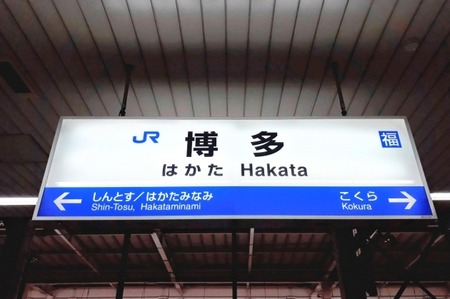 JR 博多 福
はかた Hakata
← しんとす/はかたみなみ こくら →
Shin-Tosu, Hakataminami Kokura